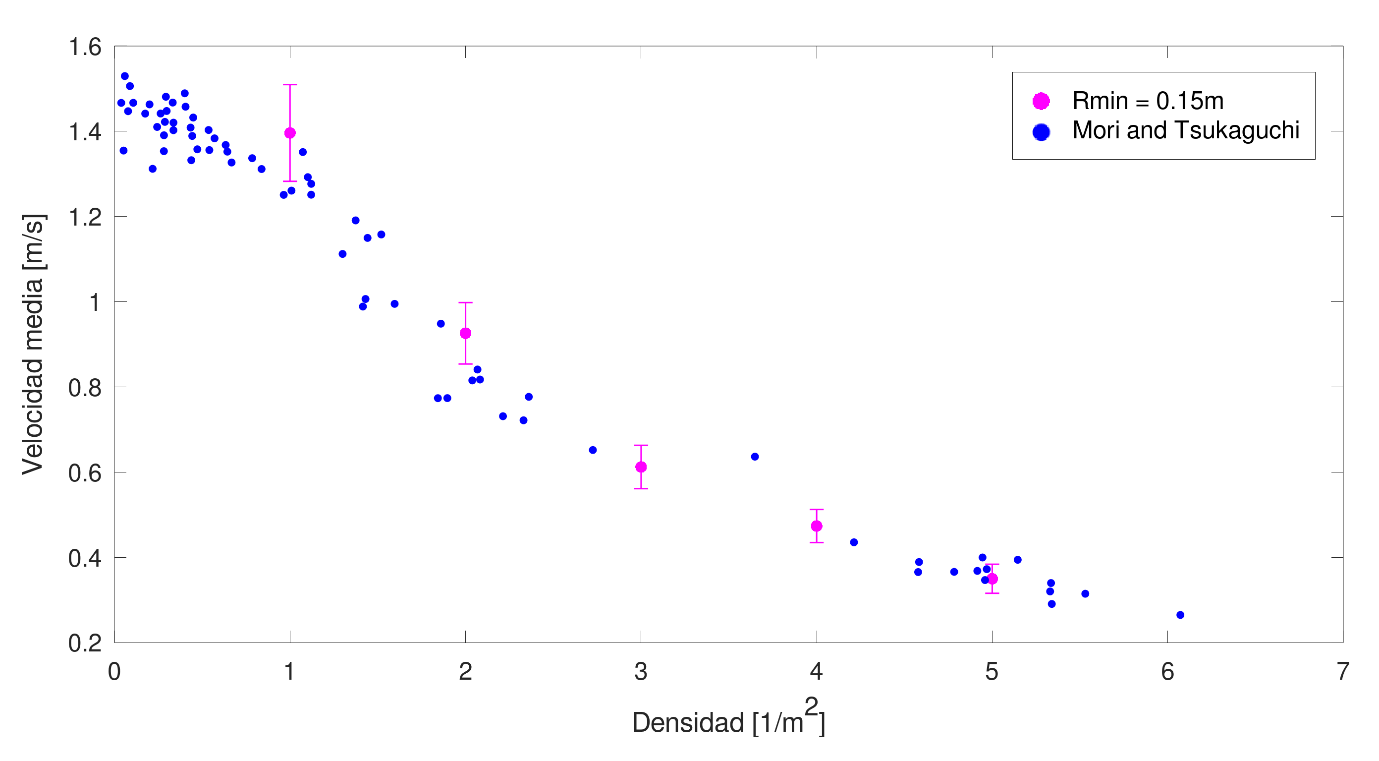 1.6
1.4
1.2
1
0.8
0.6
0.4
0.2
Velocidad media [m/s]
Rmin = 0.15m
Mori and Tsukaguchi
0 1 2 3 4 5 6 7
Densidad [1/m²]